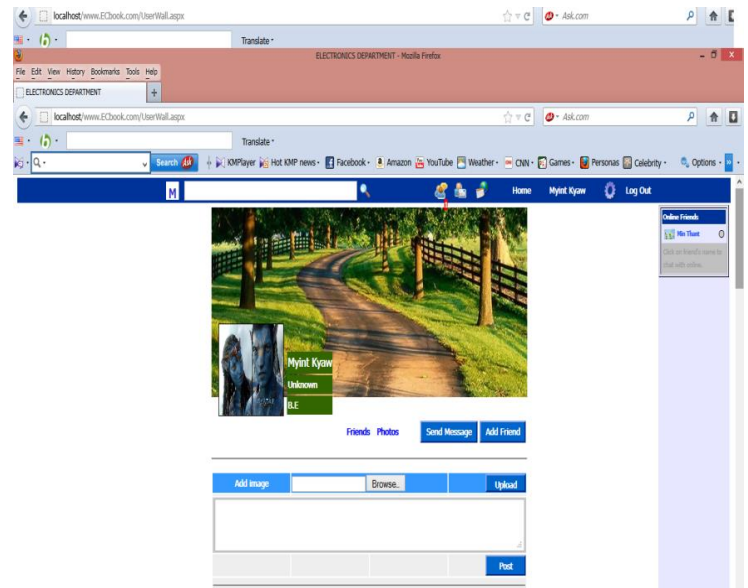 localhost/www.ECbook.com/UserWall.aspx
Ask.com
Translate
ELECTRONICS DEPARTMENT - Mozilla Firefox
File Edit View History Bookmarks Tools Help
ELECTRONICS DEPARTMENT +
localhost/www.ECbook.com/UserWall.aspx
Ask.com
Translate
Search KMPlayer Hot KMP news Facebook Amazon YouTube Weather CNN Games Personas Celebrity Options
M Home Myint Kyaw Log Out
Online Friends
Min Thant
Click on friend's name to
chat with online.
Myint Kyaw
Unknown
B.E
Friends Photos Send Message Add Friend
Add image Browse.. Upload
Post